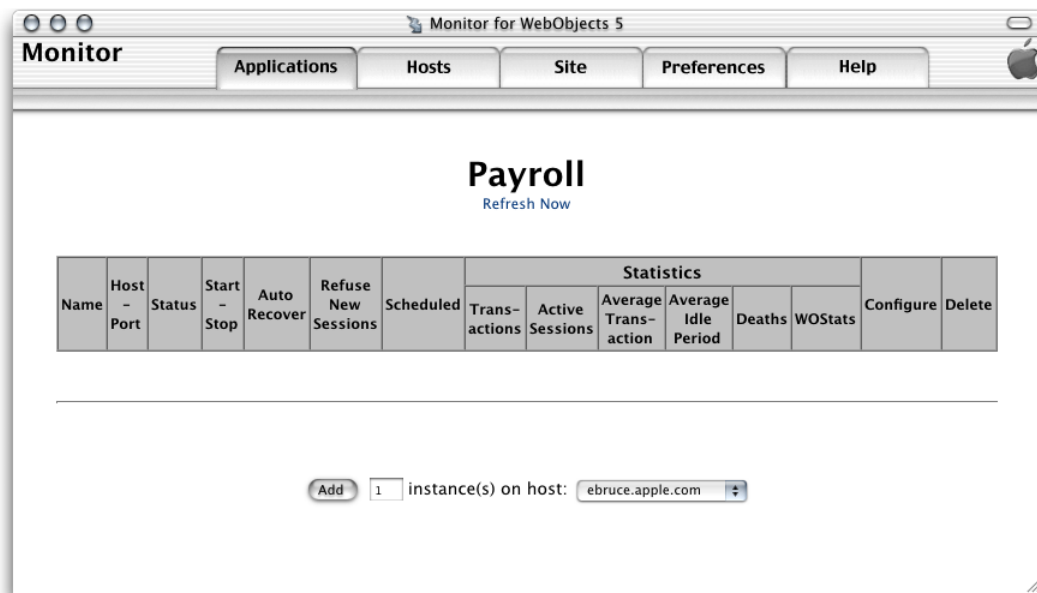 Monitor for WebObjects 5
Monitor
Applications
Hosts
Site
Preferences
Help
Payroll
Refresh Now
Name
Host
-
Port
Status
Start
-
Stop
Auto
Recover
Refuse
New
Sessions
Scheduled
Statistics
Trans-
actions
Active
Sessions
Average
Trans-
action
Average
Idle
Period
Deaths
WOStats
Configure
Delete
Add 1 instance(s) on host: ebruce.apple.com